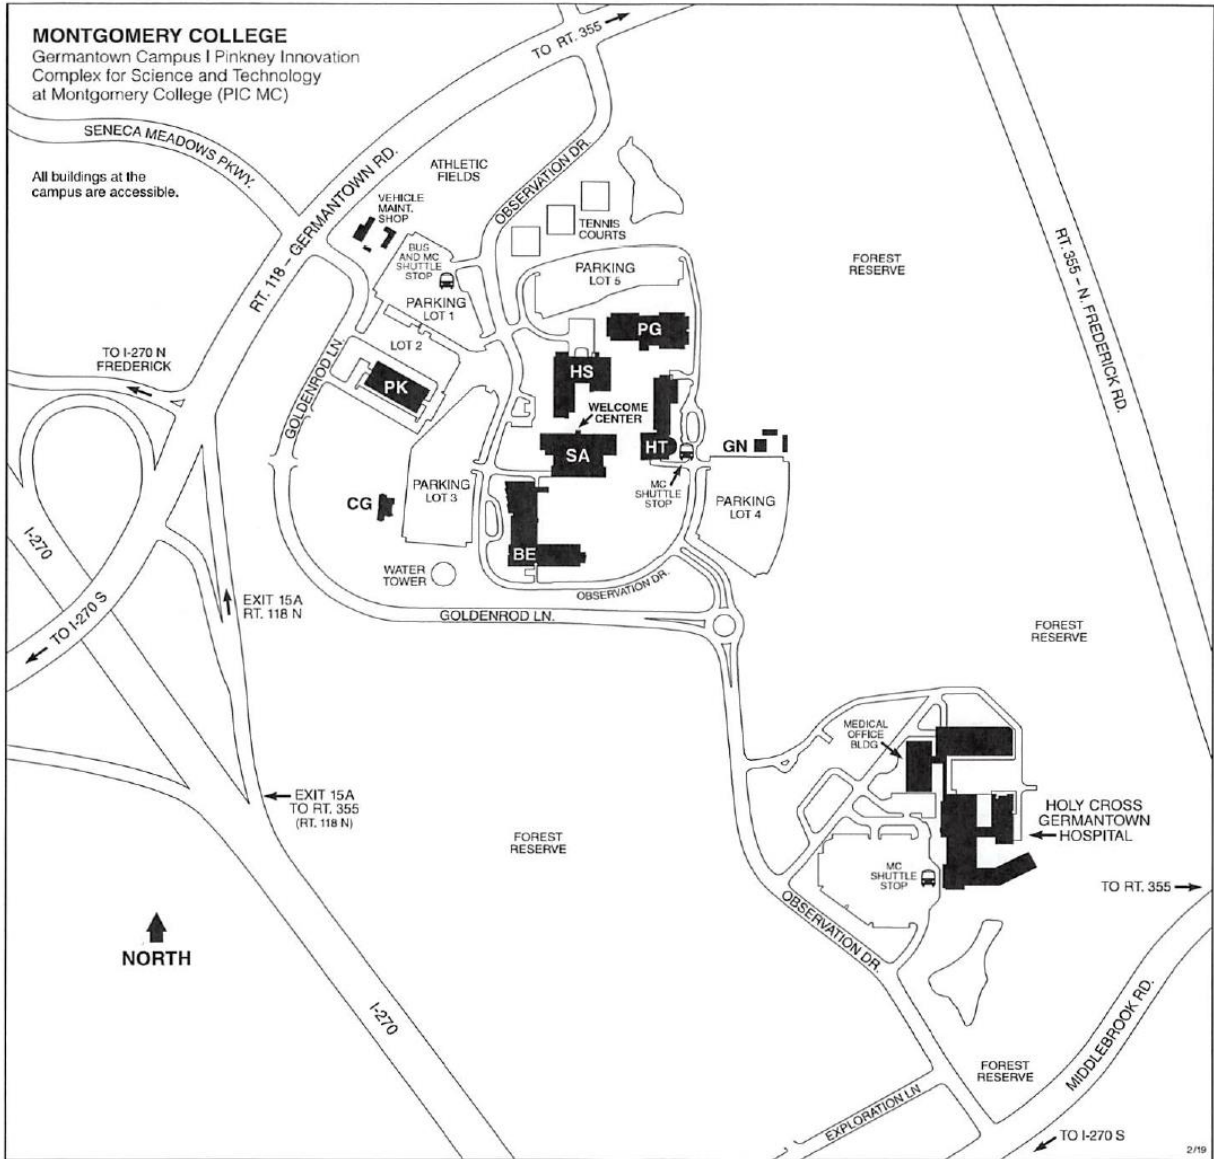 MONTGOMERY COLLEGE
Germantown Campus I Pinkney Innovation
Complex for Science and Technology
at Montgomery College (PIC MC)
TO RT. 355
SENECA MEADOWS PKWY.
All buildings at the
campus are accessible.
RT. 118 – GERMANTOWN RD.
ATHLETIC
FIELDS
OBSERVATION DR.
VEHICLE
MAINT.
SHOP
TENNIS
COURTS
BUS
AND MC
SHUTTLE
STOP
PARKING
LOT 5
FOREST
RESERVE
RT. 355 – N. FREDERICK RD.
PARKING
LOT 1
LOT 2
PG
TO I-270 N
FREDERICK
GOLDENROD LN.
PK
HS
WELCOME
CENTER
SA
HT
GN
MC
SHUTTLE
STOP
PARKING
LOT 3
PARKING
LOT 4
CG
I-270
BE
WATER
TOWER
OBSERVATION DR.
EXIT 15A
RT. 118 N
GOLDENROD LN.
TO I-270 S
FOREST
RESERVE
MEDICAL
OFFICE
BLDG
EXIT 15A
TO RT. 355
(RT. 118 N)
HOLY CROSS
GERMANTOWN
HOSPITAL
FOREST
RESERVE
MC
SHUTTLE
STOP
TO RT. 355
OBSERVATION DR.
NORTH
I-270
MIDDLEBROOK RD.
FOREST
RESERVE
EXPLORATION LN
TO I-270 S
2/19